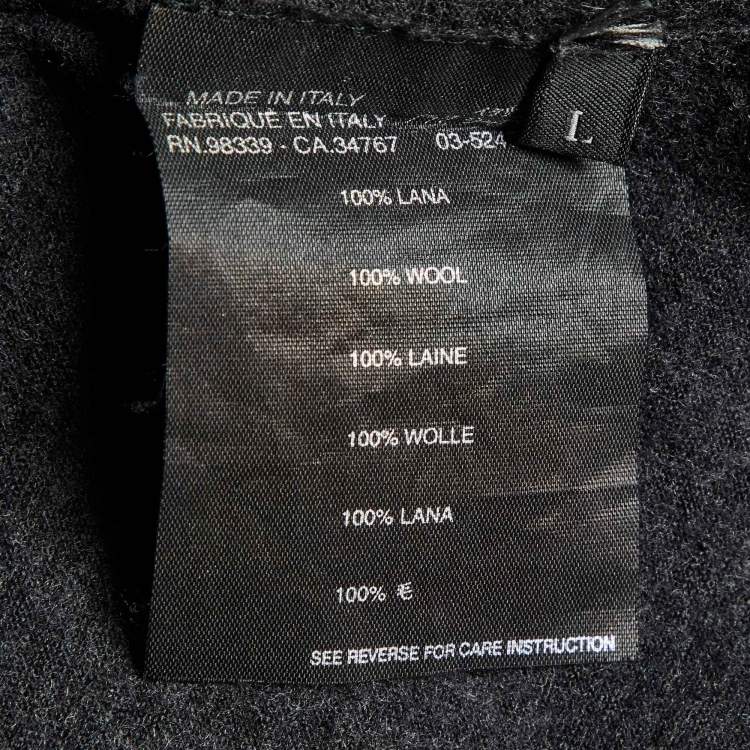 MADE IN ITALY
FABRIQUE EN ITALY
RN.98339 - CA.34767 03-524
L
100% LANA
100% WOOL
100% LAINE
100% WOLLE
100% LANA
100%
SEE REVERSE FOR CARE INSTRUCTION